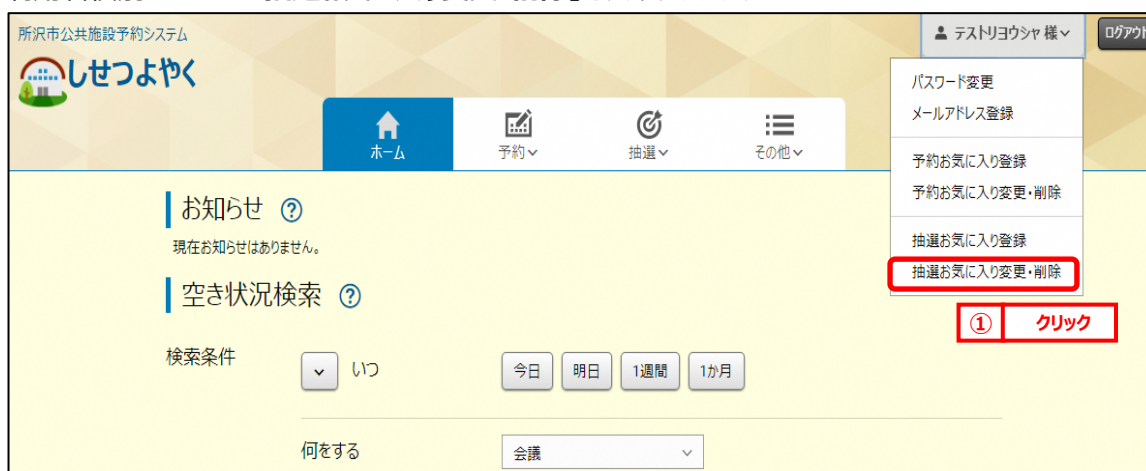 所沢市公共施設予約システム
しせつよやく
テストリヨウシャ 様
ログアウト
パスワード変更
メールアドレス登録
予約お気に入り登録
予約お気に入り変更・削除
抽選お気に入り登録
抽選お気に入り変更・削除
① クリック
ホーム
予約
抽選
その他
お知らせ ?
現在お知らせはありません。
空き状況検索 ?
検索条件
いつ
今日 明日 1週間 1か月
何をする
会議